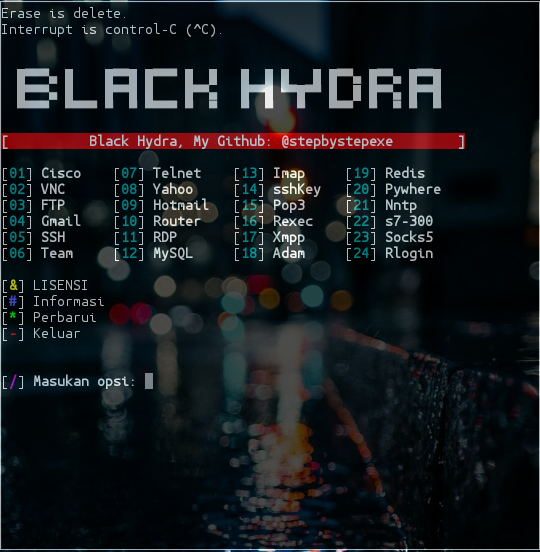 Erase is delete.
Interrupt is control-C (^C).
BLACK HYDRA
[ Black Hydra, My Github: @stepbystepexe ]
[01] Cisco [07] Telnet [13] Imap [19] Redis
[02] VNC [08] Yahoo [14] sshKey [20] Pywhere
[03] FTP [09] Hotmail [15] Pop3 [21] Nntp
[04] Gmail [10] Router [16] Rexec [22] s7-300
[05] SSH [11] RDP [17] Xmpp [23] Socks5
[06] Team [12] MySQL [18] Adam [24] Rlogin
[&] LISENSI
[#] Informasi
[*] Perbarui
[-] Keluar
[/] Masukan opsi: